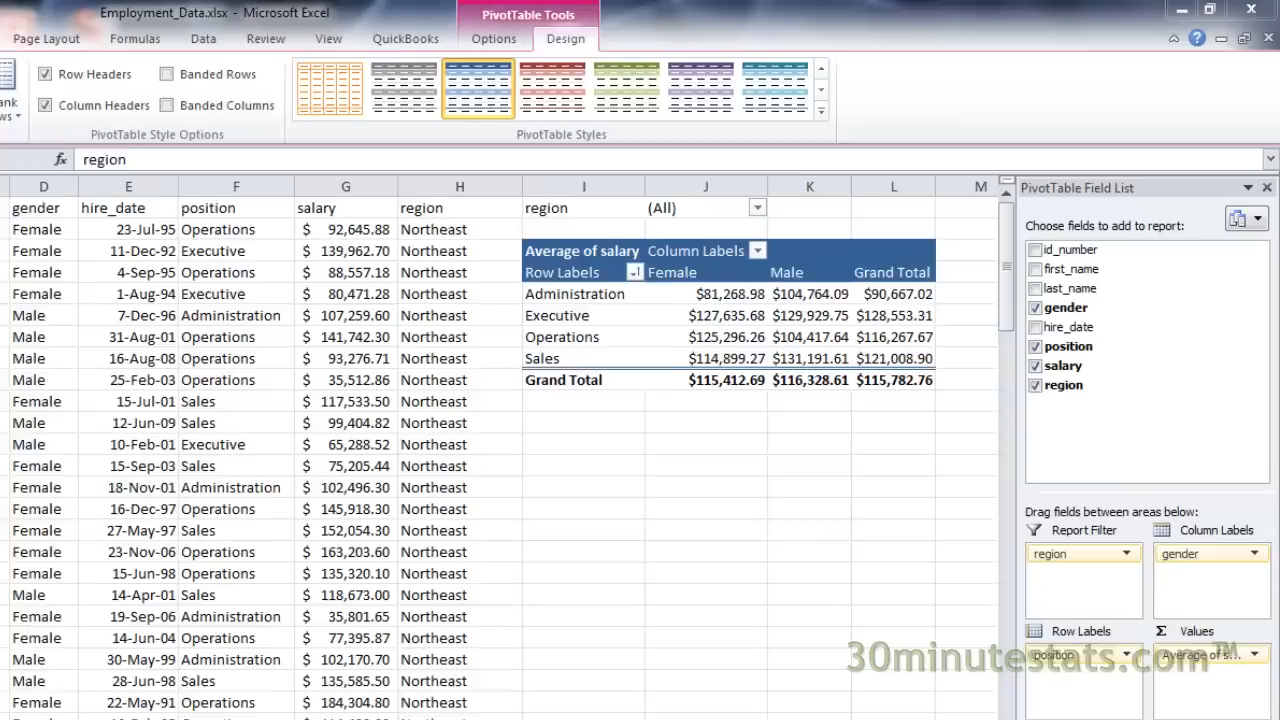 Employment_Data.xlsx - Microsoft Excel
PivotTable Tools
Page Layout Formulas Data Review View QuickBooks Options Design
Row Headers Banded Rows
Column Headers Banded Columns
PivotTable Style Options PivotTable Styles
fx region
D E F G H I J K L M
gender hire_date position salary region region (All)
Female 23-Jul-95 Operations $ 92,645.88 Northeast
Female 11-Dec-92 Executive $ 139,962.70 Northeast Average of salary Column Labels
Female 4-Sep-95 Operations $ 88,557.18 Northeast Row Labels Female Male Grand Total
Female 1-Aug-94 Executive $ 80,471.28 Northeast Administration $81,268.98 $104,764.09 $90,667.02
Male 7-Dec-96 Administration $ 107,259.60 Northeast Executive $127,635.68 $129,929.75 $128,553.31
Male 31-Aug-01 Operations $ 141,742.30 Northeast Operations $125,296.26 $104,417.64 $116,267.67
Male 16-Aug-08 Operations $ 93,276.71 Northeast Sales $114,899.27 $131,191.61 $121,008.90
Male 25-Feb-03 Operations $ 35,512.86 Northeast Grand Total $115,412.69 $116,328.61 $115,782.76
Female 15-Jul-01 Sales $ 117,533.50 Northeast
Male 12-Jun-09 Sales $ 99,404.82 Northeast
Male 10-Feb-01 Executive $ 65,288.52 Northeast
Female 15-Sep-03 Sales $ 75,205.44 Northeast
Female 18-Nov-01 Administration $ 102,496.30 Northeast
Female 16-Dec-97 Operations $ 145,918.30 Northeast
Female 27-May-97 Sales $ 152,054.30 Northeast
Female 23-Nov-06 Operations $ 163,203.60 Northeast
Female 15-Jun-98 Operations $ 135,320.10 Northeast
Male 14-Apr-01 Sales $ 118,673.00 Northeast
Female 19-Sep-06 Administration $ 35,801.65 Northeast
Female 14-Jun-04 Operations $ 77,395.87 Northeast
Male 30-May-99 Administration $ 102,170.70 Northeast
Male 28-Jun-98 Sales $ 135,585.50 Northeast
Female 22-May-91 Operations $ 184,304.80 Northeast
PivotTable Field List
Choose fields to add to report:
id_number
first_name
last_name
gender
hire_date
position
salary
region
Drag fields between areas below:
Report Filter Column Labels
region gender
Row Labels Σ Values
position Average of s...
30minutestats.com™